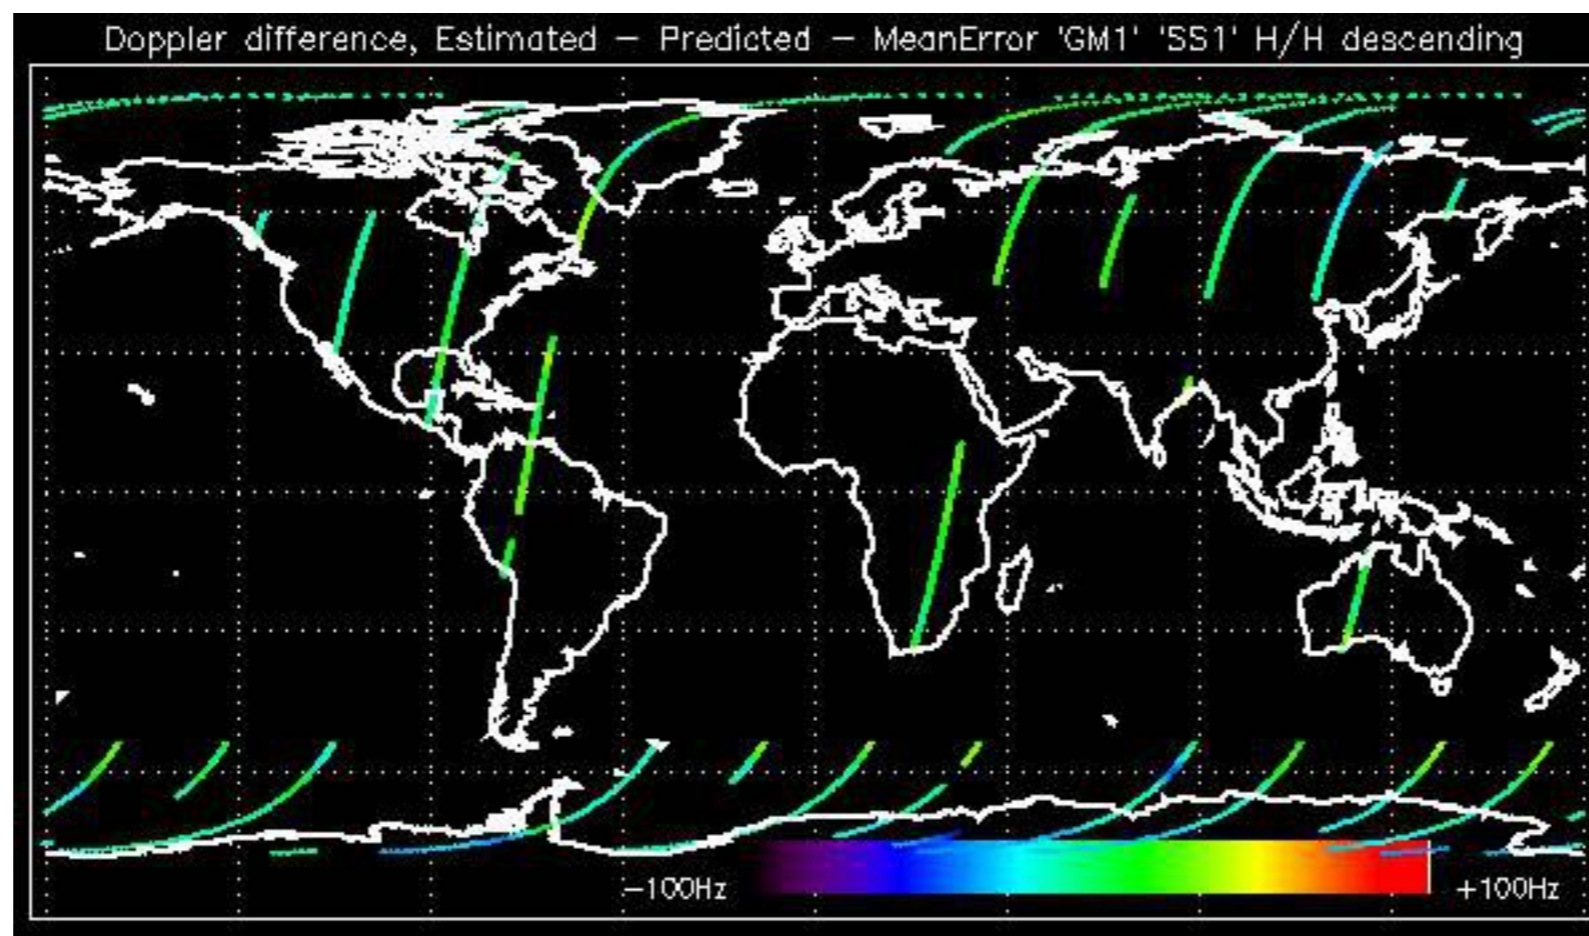 Doppler difference, Estimated – Predicted – MeanError 'GM1' 'SS1' H/H descending
–100Hz
+100Hz